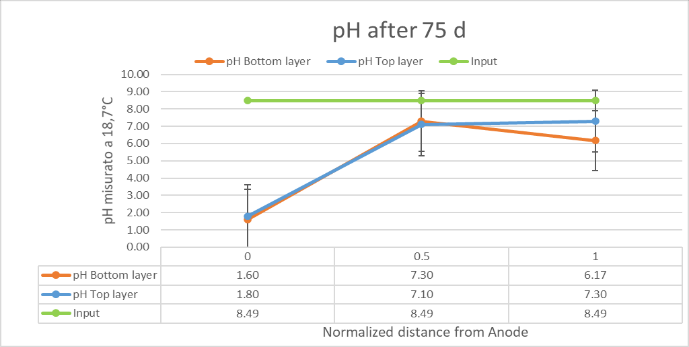 pH after 75 d
pH Bottom layer pH Top layer Input
pH misurato a 18,7°C
10.00
9.00
8.00
7.00
6.00
5.00
4.00
3.00
2.00
1.00
0.00
0 0.5 1
pH Bottom layer 1.60 7.30 6.17
pH Top layer 1.80 7.10 7.30
Input 8.49 8.49 8.49
Normalized distance from Anode